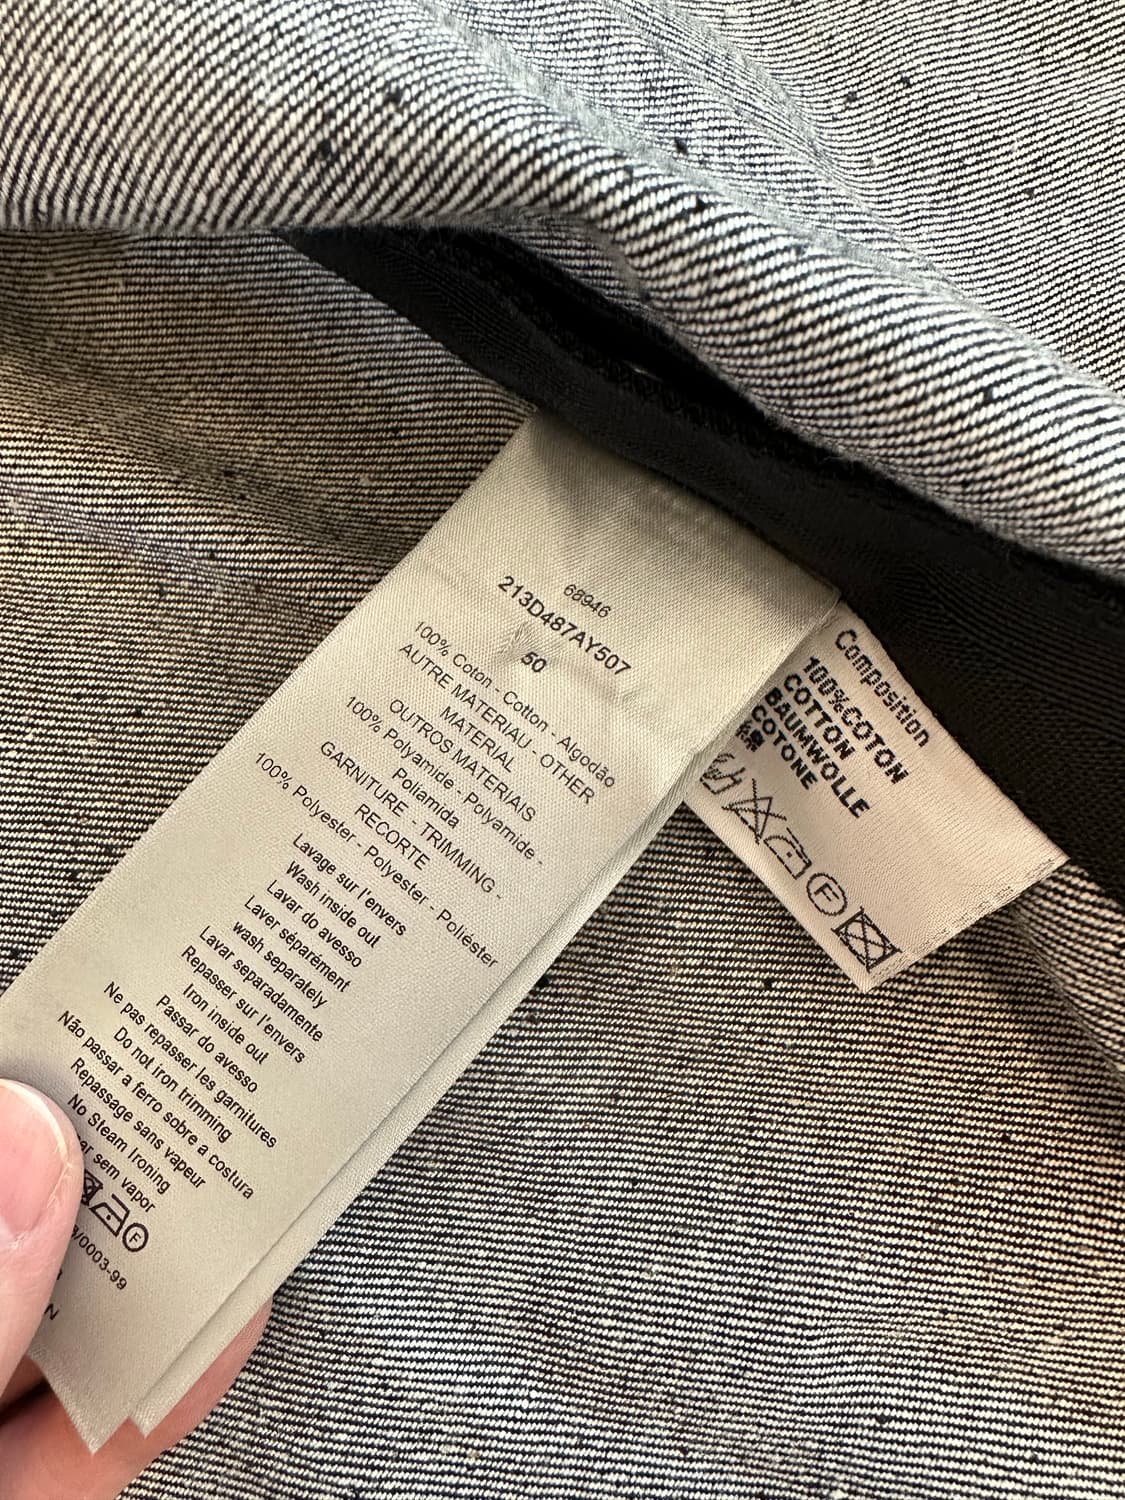 68946
213D487AY507
50
100% Coton - Cotton - Algodão
AUTRE MATERIAU - OTHER
MATERIAL
OUTROS MATERIAIS
100% Polyamide - Polyamide -
Poliamida
GARNITURE - TRIMMING -
RECORTE
100% Polyester - Polyester - Poliéster
Lavage sur l'envers
Wash inside out
Lavar do avesso
Laver séparément
wash separately
Lavar separadamente
Repasser sur l'envers
Iron inside out
Passar do avesso
Ne pas repasser les garnitures
Do not iron trimming
Não passar a ferro sobre a costura
Repassage sans vapeur
No Steam Ironing
sem vapor
F
/0003-99
N
Composition
100%COTON
COTTON
BAUMWOLLE
COTONE
綿
F